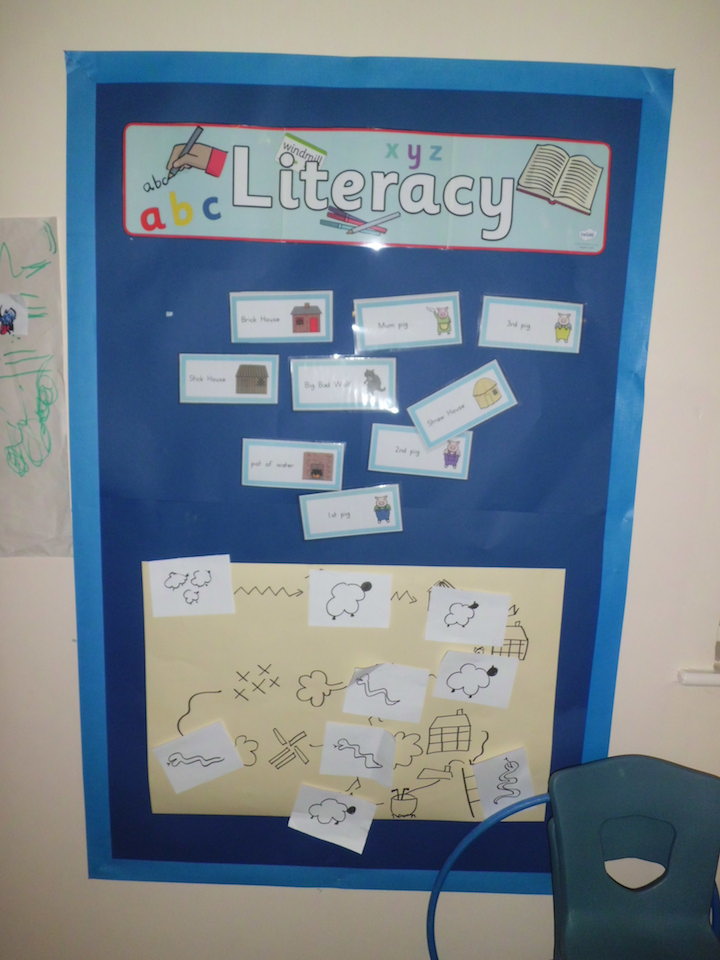 abc
a b c
windmill
x y z
Literacy
Brick House
Mum pig
3rd pig
Stick House
Big Bad Wolf
Straw House
pot of water
2nd pig
1st pig